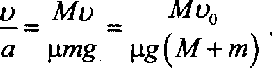 υ/a = Mυ/μmg = Mυ₀/μg(M + m).